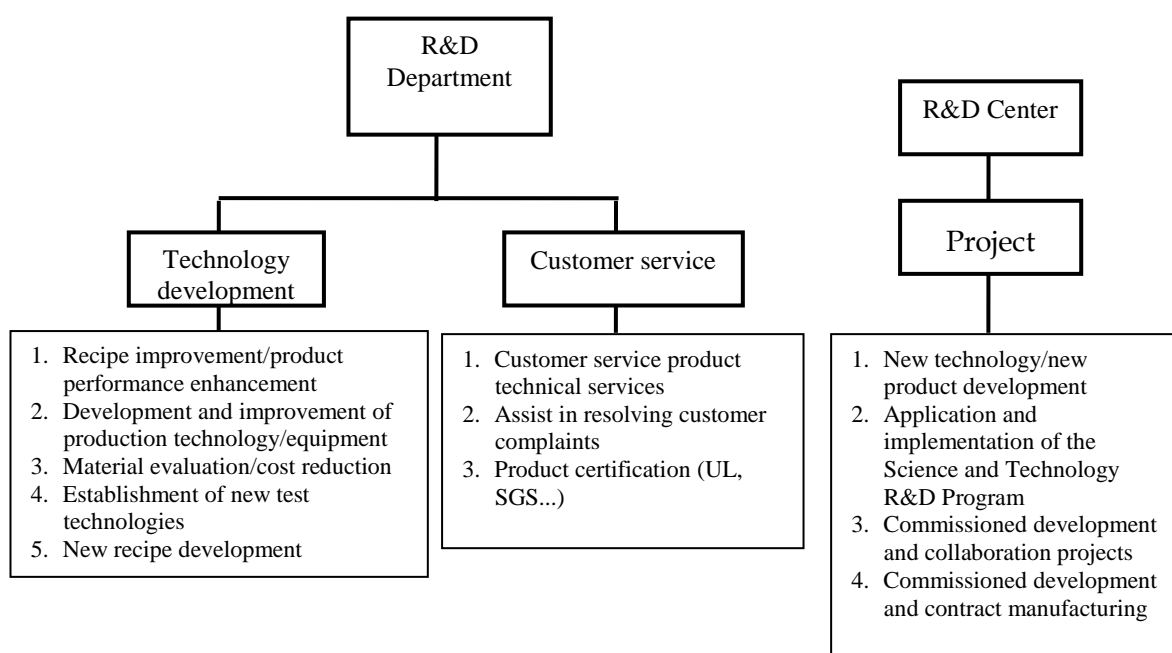 R&D
Department
R&D Center
Project
Technology
development
Customer service
1. Recipe improvement/product
performance enhancement
2. Development and improvement of
production technology/equipment
3. Material evaluation/cost reduction
4. Establishment of new test
technologies
5. New recipe development
1. Customer service product
technical services
2. Assist in resolving customer
complaints
3. Product certification (UL,
SGS...)
1. New technology/new
product development
2. Application and
implementation of the
Science and Technology
R&D Program
3. Commissioned development
and collaboration projects
4. Commissioned development
and contract manufacturing